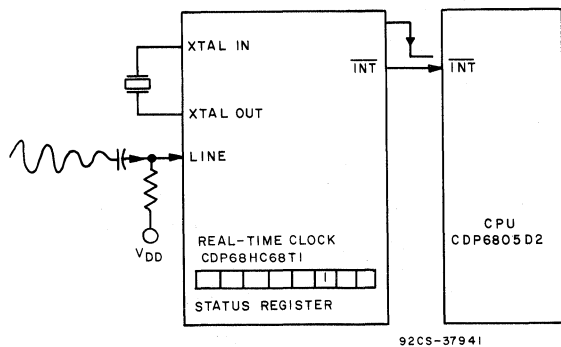 XTAL IN
INT
INT
XTAL OUT
LINE
VDD
REAL-TIME CLOCK
CDP68HC68T1
1
STATUS REGISTER
CPU
CDP6805D2
92CS-37941